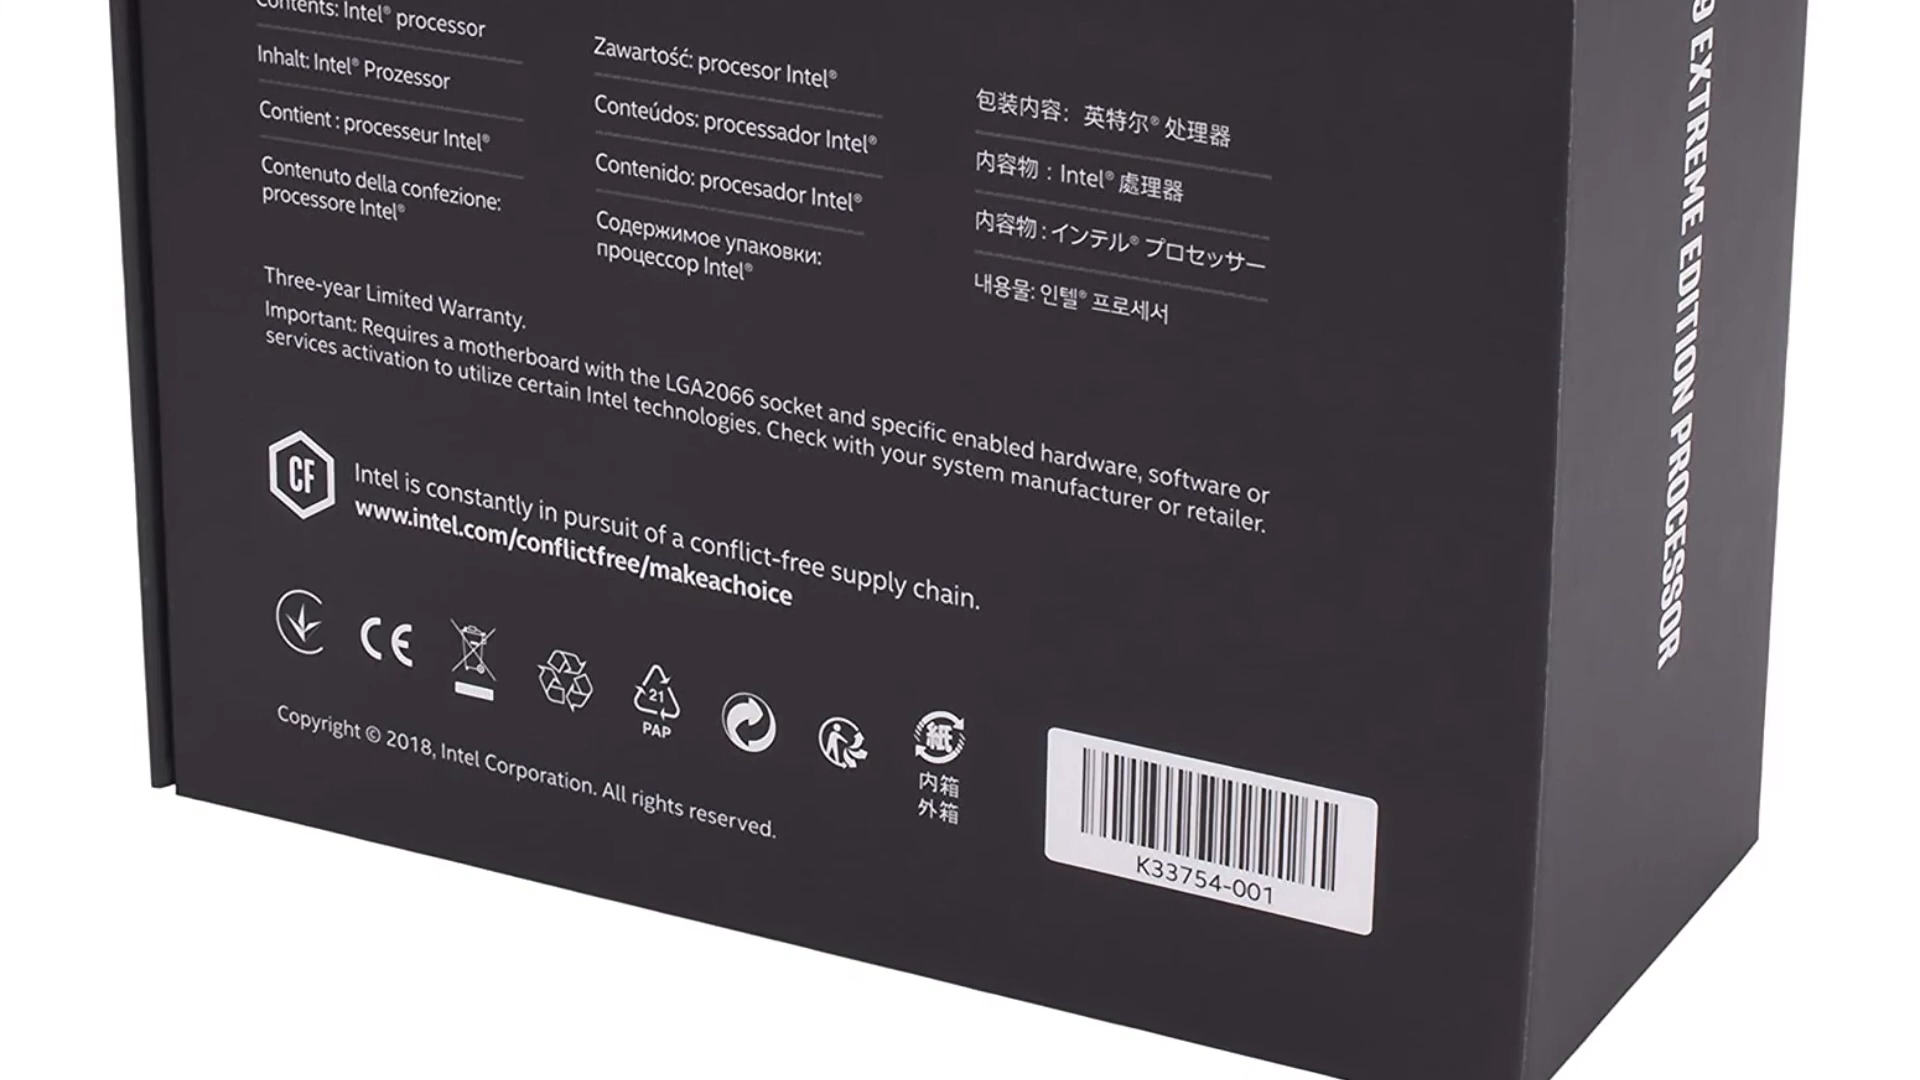 Contents: Intel® processor
Inhalt: Intel® Prozessor
Contient : processeur Intel®
Contenuto della confezione:
processore Intel®
Zawartość: procesor Intel®
Conteúdos: processador Intel®
Contenido: procesador Intel®
Содержимое упаковки:
процессор Intel®
包装内容：英特尔® 处理器
内容物：Intel® 處理器
内容物 : インテル® プロセッサー
내용물: 인텔® 프로세서
Three-year Limited Warranty.
Important: Requires a motherboard with the LGA2066 socket and specific enabled hardware, software or
services activation to utilize certain Intel technologies. Check with your system manufacturer or retailer.
CF
Intel is constantly in pursuit of a conflict-free supply chain.
www.intel.com/conflictfree/makeachoice
CE
21
PAP
紙
内箱
外箱
Copyright © 2018, Intel Corporation. All rights reserved.
K33754-001
9 EXTREME EDITION PROCESSOR